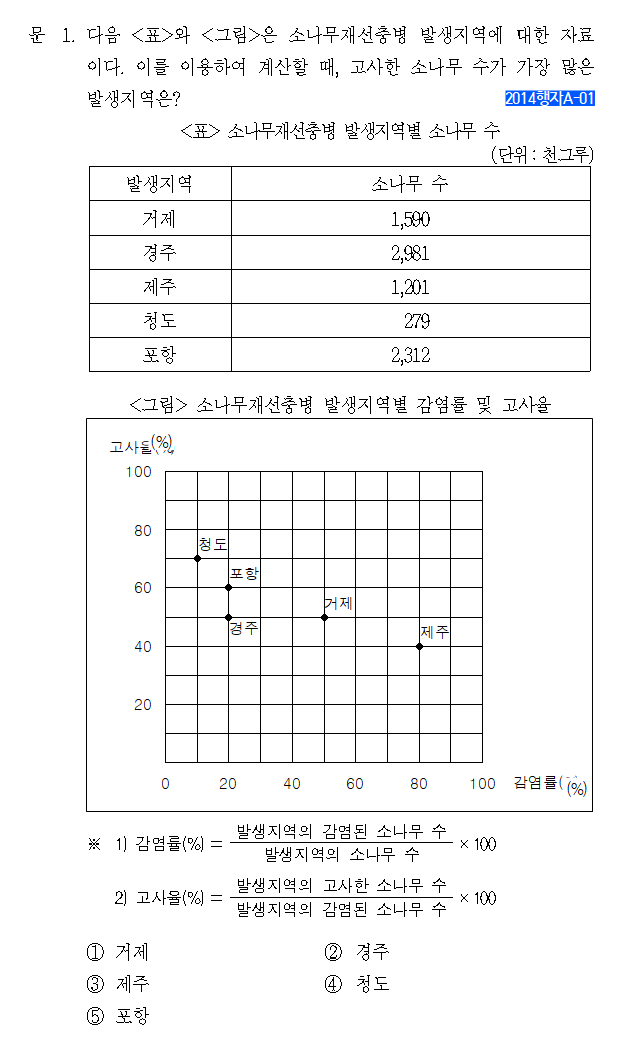 문 1. 다음 <표>와 <그림>은 소나무재선충병 발생지역에 대한 자료
이다. 이를 이용하여 계산할 때, 고사한 소나무 수가 가장 많은
발생지역은? 2014행자A-01
<표> 소나무재선충병 발생지역별 소나무 수
(단위 : 천그루)
발생지역 소나무 수
거제 1,590
경주 2,981
제주 1,201
청도 279
포항 2,312
<그림> 소나무재선충병 발생지역별 감염률 및 고사율
고사율(%)
100
80
청도
포항
60
거제
경주
제주
40
20
0 20 40 60 80 100 감염률(%)
※ 1) 감염률(%) = 발생지역의 감염된 소나무 수
발생지역의 소나무 수 × 100
2) 고사율(%) = 발생지역의 고사한 소나무 수
발생지역의 감염된 소나무 수 × 100
① 거제 ② 경주
③ 제주 ④ 청도
⑤ 포항